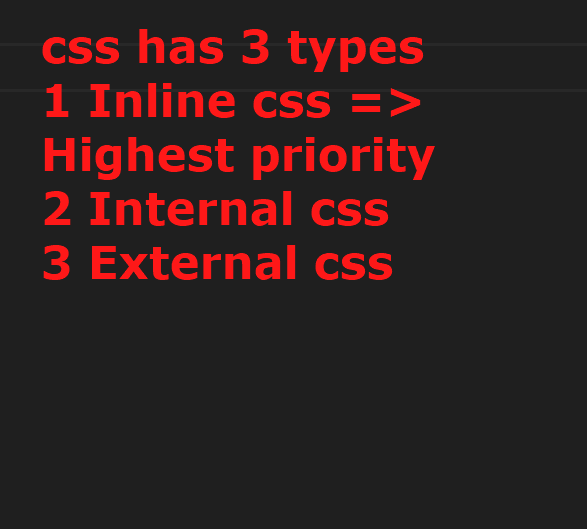 css has 3 types
1 Inline css =>
Highest priority
2 Internal css
3 External css